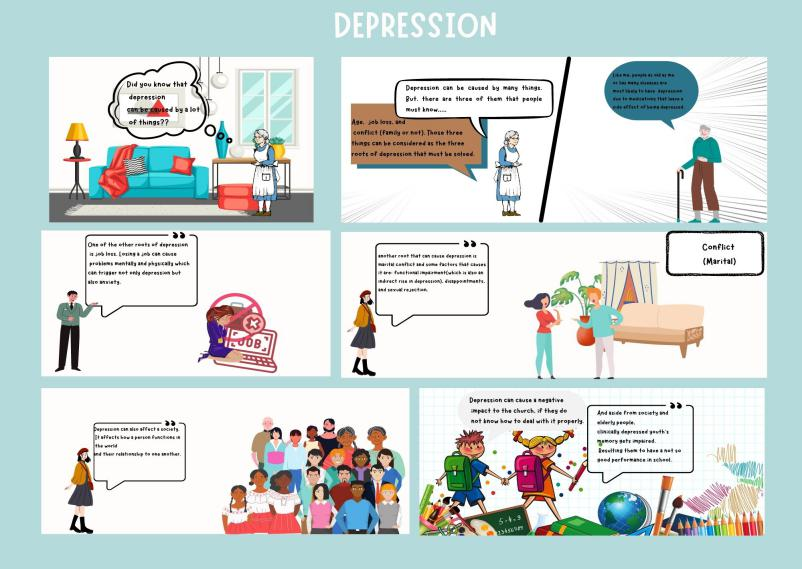 DEPRESSION
Did you know that
depression
can be caused by a lot
of things??
Depression can be caused by many things.
But, there are three of them that people
must know....
Age, job loss, and
conflict (Family or not). Those three
things can be considered as the three
roots of depression that must be solved.
Like me, people as old as me
or has many diseases are
most likely to have depression
due to medications that have a
side effect of being depressed.
One of the other roots of depression
is job loss. Losing a job can cause
problems mentally and physically which
can trigger not only depression but
also anxiety.
JOB!
another root that can cause depression is
marital conflict and some factors that causes
it are: functional impairment(which is also an
indirect rise in depression), disappointments,
and sexual rejection.
Conflict
(Marital)
Depression can also affect a society.
It affects how a person functions in
the world
and their relationship to one another.
Depression can cause a negative
impact to the church, if they do
not know how to deal with it properly.
And aside from society and
elderly people,
clinically depressed youth's
memory gets impaired.
Resulting them to have a not so
good performance in school.